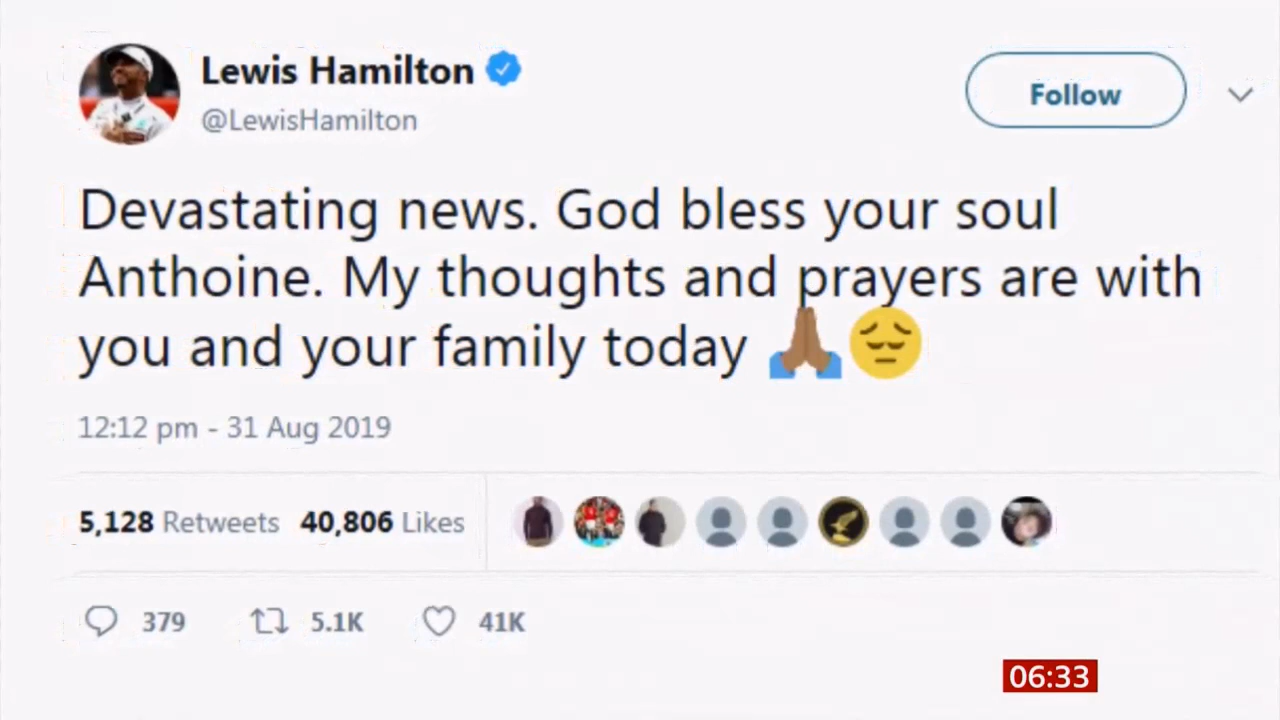 Lewis Hamilton
@LewisHamilton
Follow
Devastating news. God bless your soul
Anthoine. My thoughts and prayers are with
you and your family today 🙏🏾😔
12:12 pm - 31 Aug 2019
5,128 Retweets 40,806 Likes
379 5.1K 41K
06:33